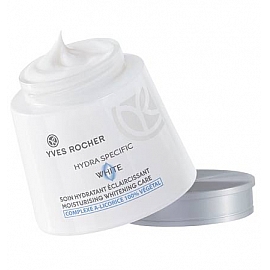 YVES ROCHER
HYDRA SPECIFIC
WHITE
SOIN HYDRATANT ÉCLAIRCISSANT
MOISTURISING WHITENING CARE
COMPLEXE A-LICORICE 100% VÉGÉTAL